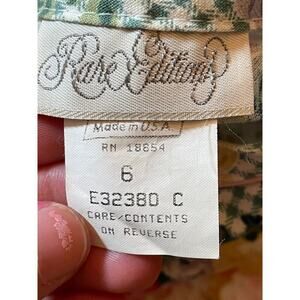 Rare Editions
Made in U.S.A.
RN 18854
6
E32380 C
CARE/CONTENTS
ON REVERSE